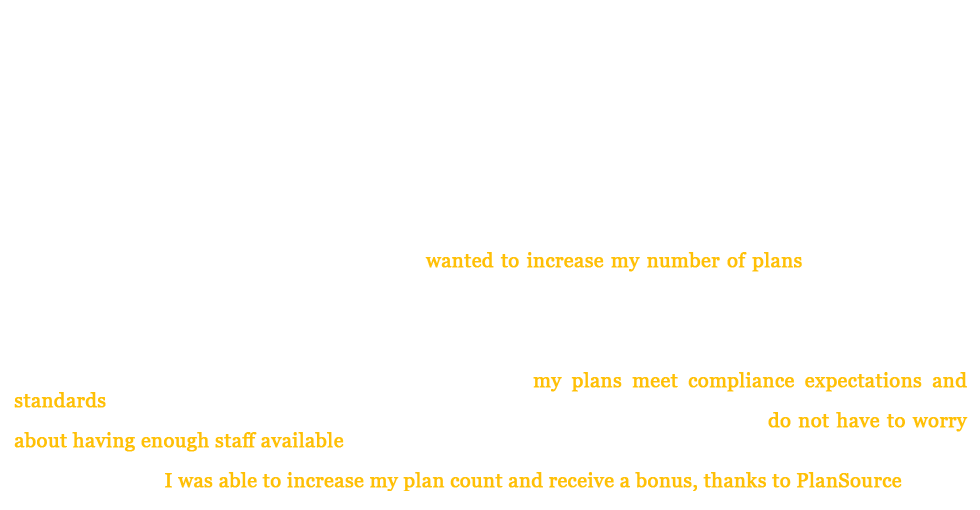 wanted to increase my number of plans
my plans meet compliance expectations and
standards
do not have to worry
about having enough staff available
I was able to increase my plan count and receive a bonus, thanks to PlanSource